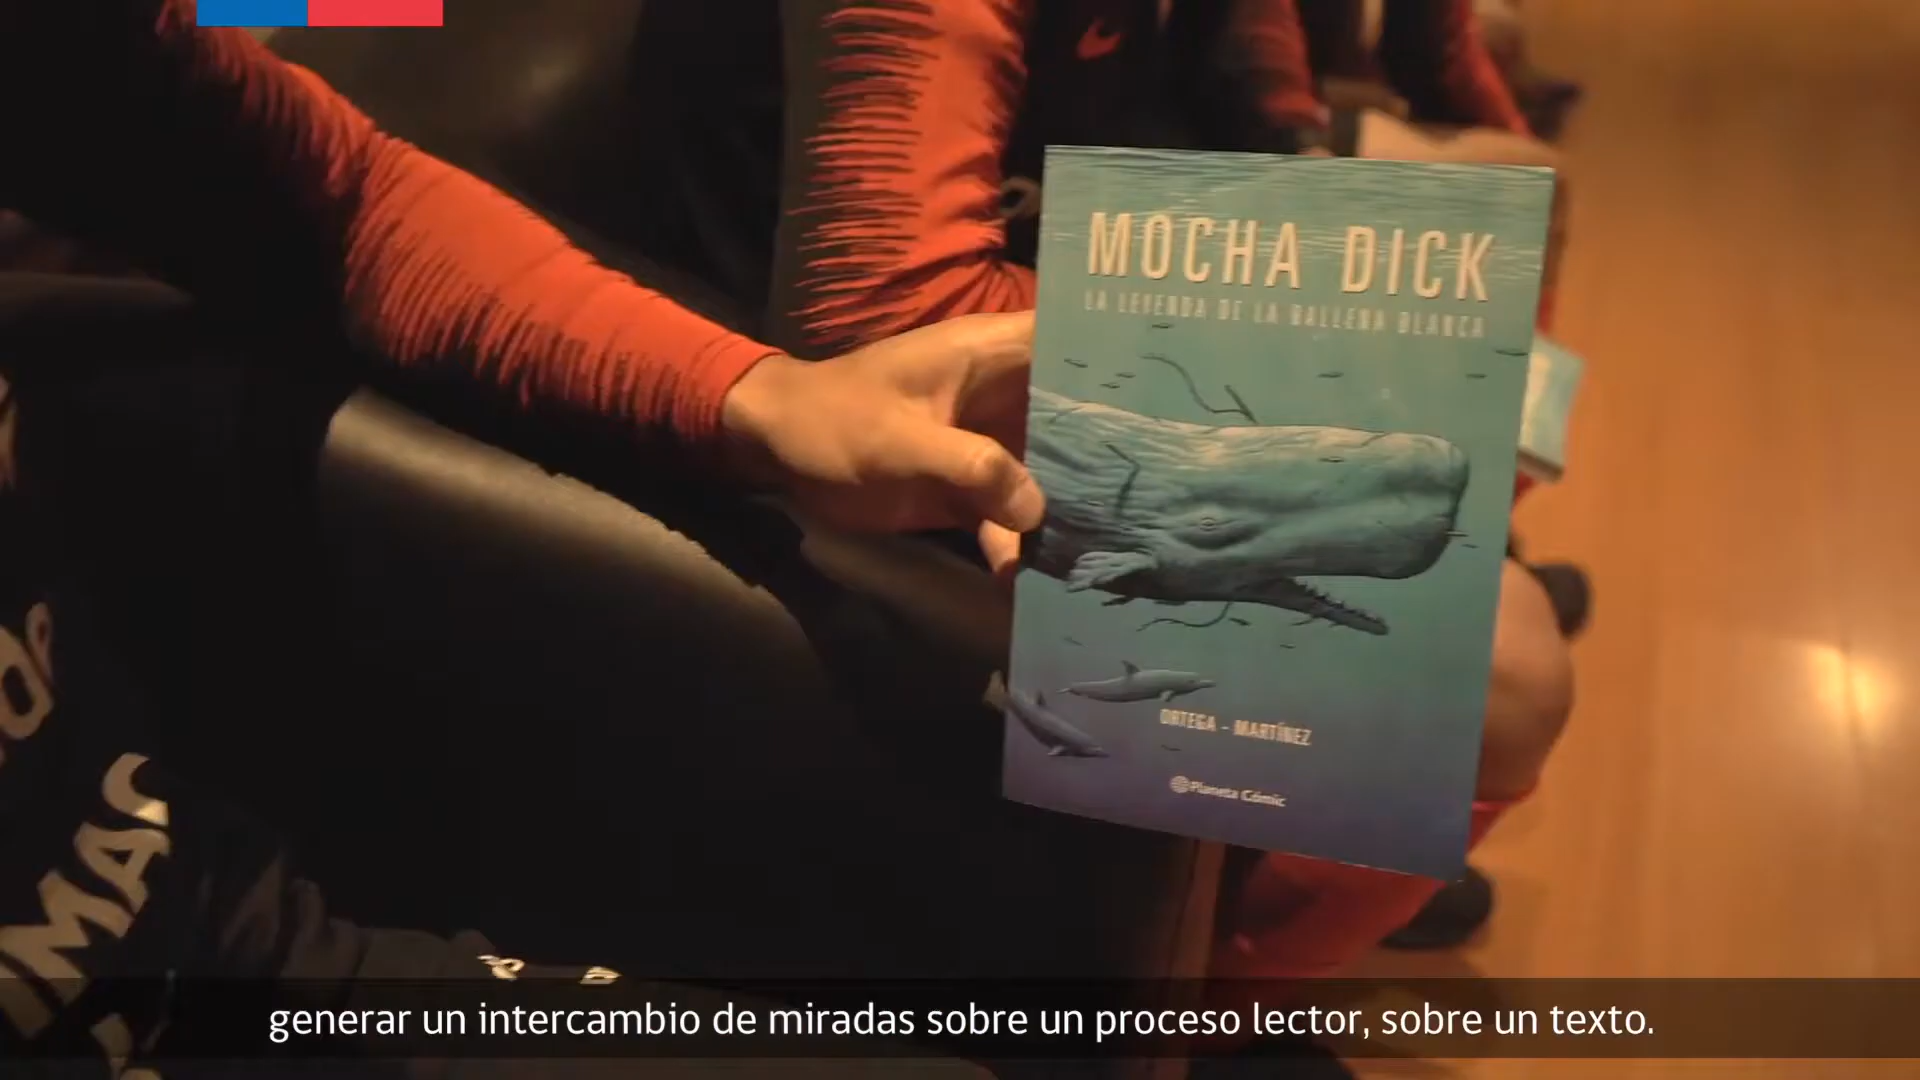 MOCHA DICK
LA LEYENDA DE LA BALLENA BLANCA
ORTEGA - MARTÍNEZ
Planeta Cómic
generar un intercambio de miradas sobre un proceso lector, sobre un texto.